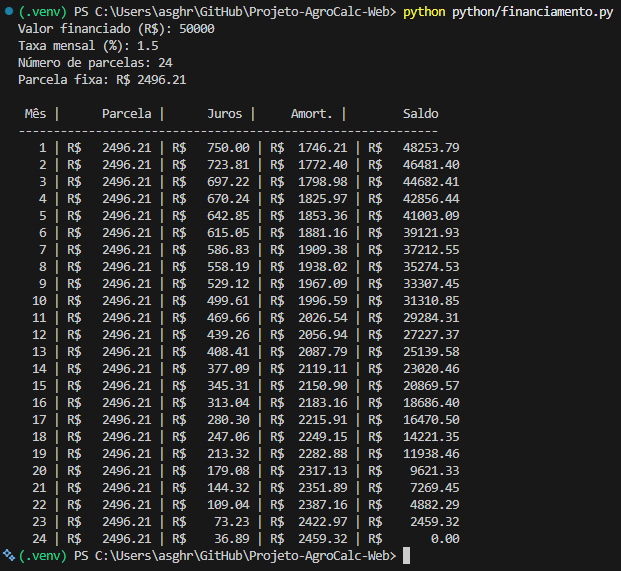 (.venv) PS C:\Users\asghr\GitHub\Projeto-AgroCalc-Web> python python/financiamento.py
Valor financiado (R$): 50000
Taxa mensal (%): 1.5
Número de parcelas: 24
Parcela fixa: R$ 2496.21
Mês | Parcela | Juros | Amort. | Saldo
------------------------------------------------------------
1 | R$ 2496.21 | R$ 750.00 | R$ 1746.21 | R$ 48253.79
2 | R$ 2496.21 | R$ 723.81 | R$ 1772.40 | R$ 46481.40
3 | R$ 2496.21 | R$ 697.22 | R$ 1798.98 | R$ 44682.41
4 | R$ 2496.21 | R$ 670.24 | R$ 1825.97 | R$ 42856.44
5 | R$ 2496.21 | R$ 642.85 | R$ 1853.36 | R$ 41003.09
6 | R$ 2496.21 | R$ 615.05 | R$ 1881.16 | R$ 39121.93
7 | R$ 2496.21 | R$ 586.83 | R$ 1909.38 | R$ 37212.55
8 | R$ 2496.21 | R$ 558.19 | R$ 1938.02 | R$ 35274.53
9 | R$ 2496.21 | R$ 529.12 | R$ 1967.09 | R$ 33307.45
10 | R$ 2496.21 | R$ 499.61 | R$ 1996.59 | R$ 31310.85
11 | R$ 2496.21 | R$ 469.66 | R$ 2026.54 | R$ 29284.31
12 | R$ 2496.21 | R$ 439.26 | R$ 2056.94 | R$ 27227.37
13 | R$ 2496.21 | R$ 408.41 | R$ 2087.79 | R$ 25139.58
14 | R$ 2496.21 | R$ 377.09 | R$ 2119.11 | R$ 23020.46
15 | R$ 2496.21 | R$ 345.31 | R$ 2150.90 | R$ 20869.57
16 | R$ 2496.21 | R$ 313.04 | R$ 2183.16 | R$ 18686.40
17 | R$ 2496.21 | R$ 280.30 | R$ 2215.91 | R$ 16470.50
18 | R$ 2496.21 | R$ 247.06 | R$ 2249.15 | R$ 14221.35
19 | R$ 2496.21 | R$ 213.32 | R$ 2282.88 | R$ 11938.46
20 | R$ 2496.21 | R$ 179.08 | R$ 2317.13 | R$ 9621.33
21 | R$ 2496.21 | R$ 144.32 | R$ 2351.89 | R$ 7269.45
22 | R$ 2496.21 | R$ 109.04 | R$ 2387.16 | R$ 4882.29
23 | R$ 2496.21 | R$ 73.23 | R$ 2422.97 | R$ 2459.32
24 | R$ 2496.21 | R$ 36.89 | R$ 2459.32 | R$ 0.00
(.venv) PS C:\Users\asghr\GitHub\Projeto-AgroCalc-Web>